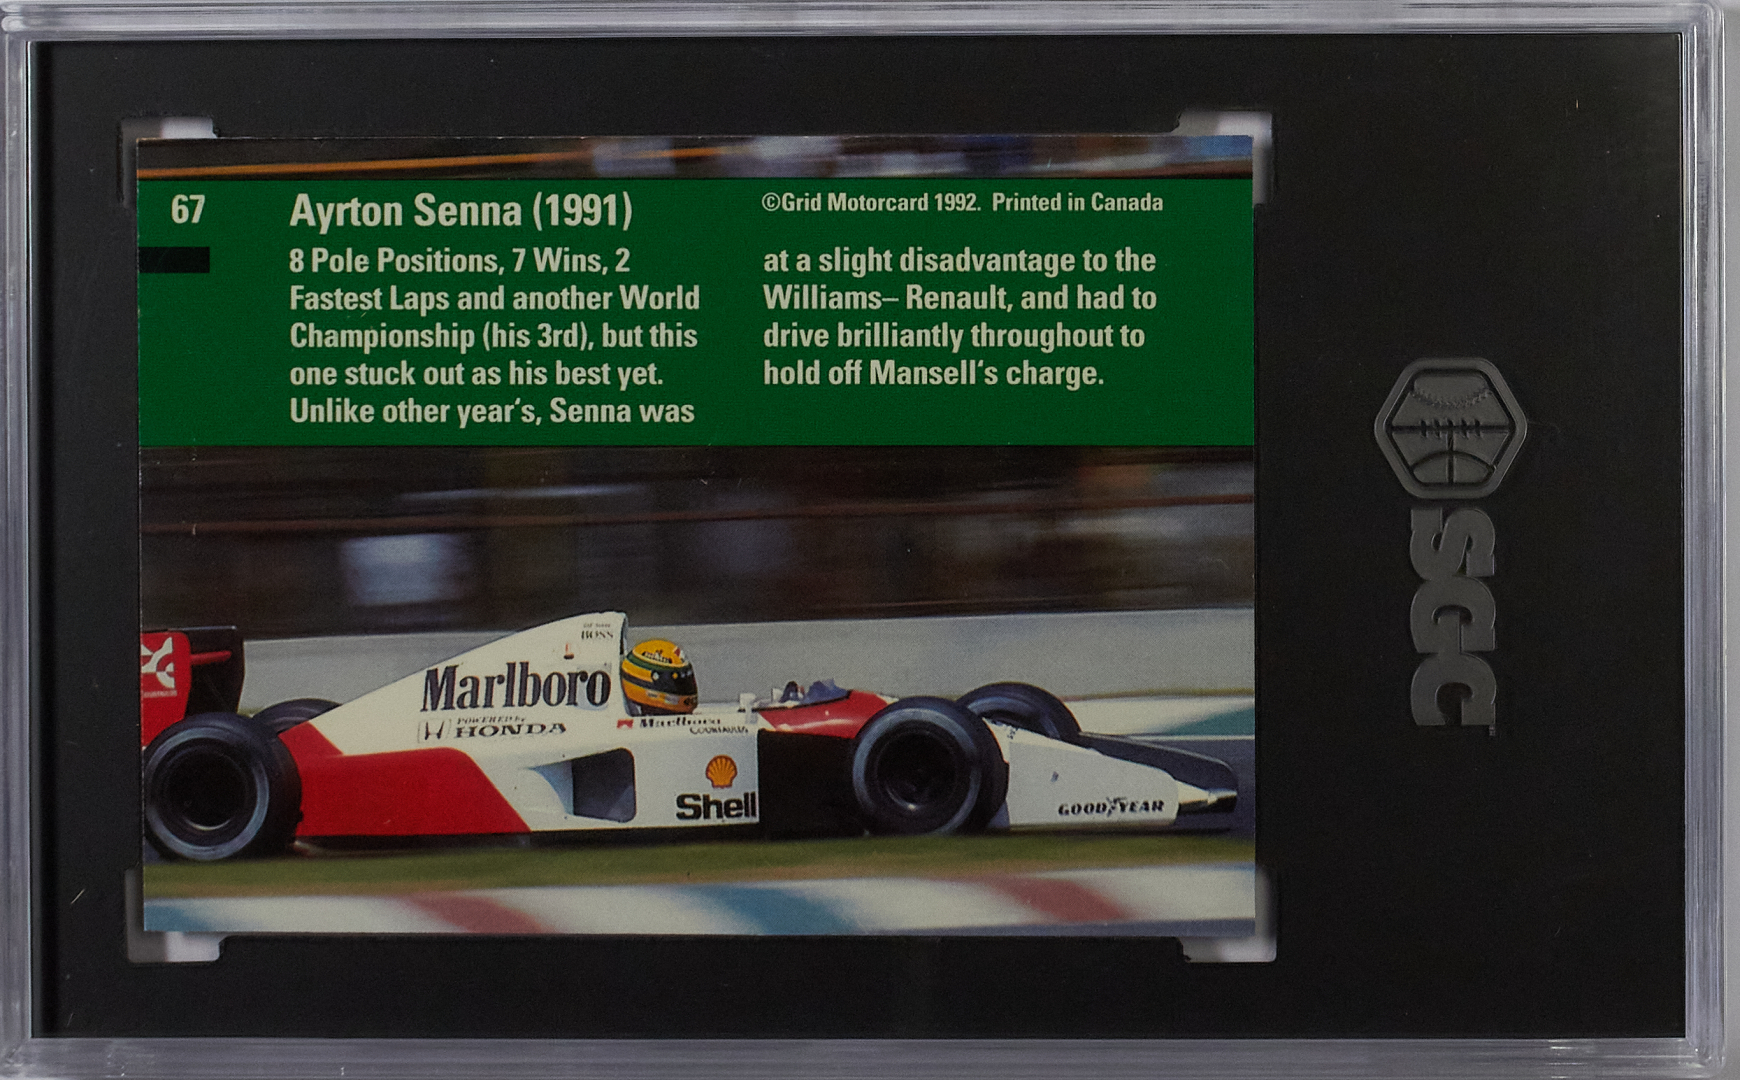 67
Ayrton Senna (1991)
©Grid Motorcard 1992. Printed in Canada
8 Pole Positions, 7 Wins, 2
Fastest Laps and another World
Championship (his 3rd), but this
one stuck out as his best yet.
Unlike other year's, Senna was
at a slight disadvantage to the
Williams– Renault, and had to
drive brilliantly throughout to
hold off Mansell's charge.
BOSS
Marlboro
POWERED by
HONDA
Marlboro
COURTAULDS
Shell
GOODYEAR
SGC